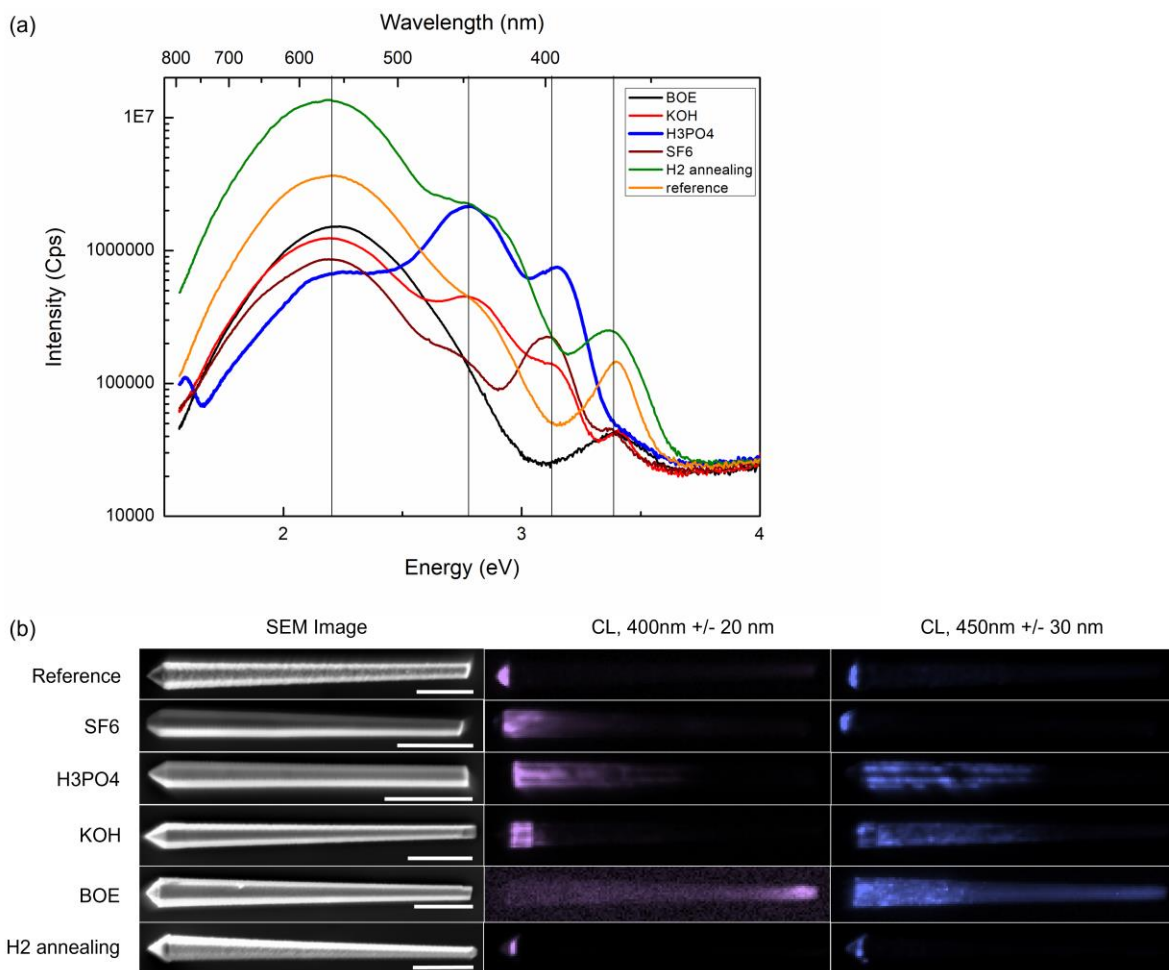 (a)
Wavelength (nm)
800 700 600 500 400
1E7
1000000
100000
10000
Intensity (Cps)
BOE
KOH
H3PO4
SF6
H2 annealing
reference
2 3 4
Energy (eV)
(b)
SEM Image CL, 400nm +/- 20 nm CL, 450nm +/- 30 nm
Reference
SF6
H3PO4
KOH
BOE
H2 annealing